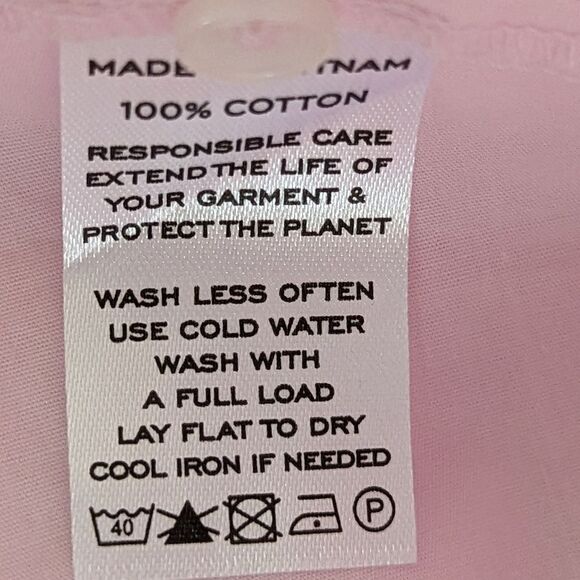 MADE
100% COTTON
RESPONSIBLE CARE
EXTEND THE LIFE OF
YOUR GARMENT &
PROTECT THE PLANET
WASH LESS OFTEN
USE COLD WATER
WASH WITH
A FULL LOAD
LAY FLAT TO DRY
COOL IRON IF NEEDED
40 P